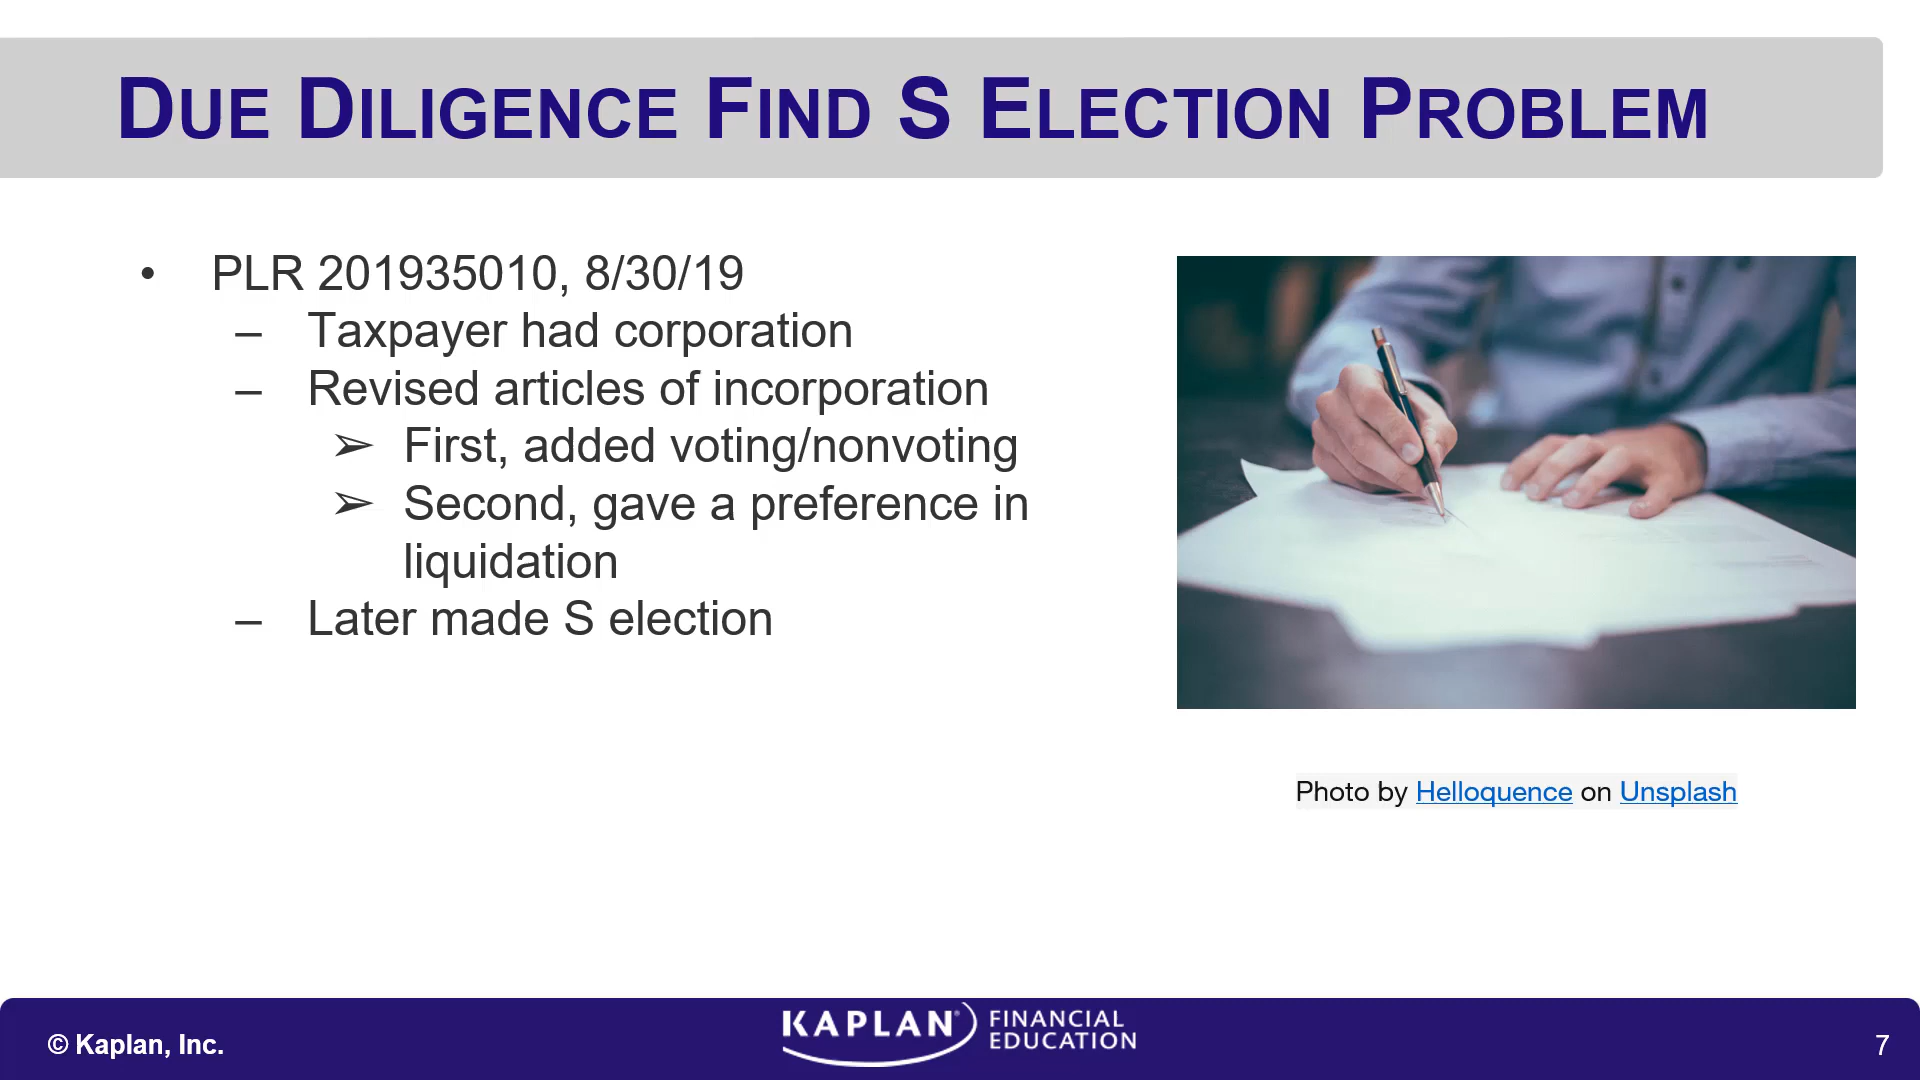 DUE DILIGENCE FIND S ELECTION PROBLEM
• PLR 201935010, 8/30/19
– Taxpayer had corporation
– Revised articles of incorporation
➢ First, added voting/nonvoting
➢ Second, gave a preference in
liquidation
– Later made S election
Photo by Helloquence on Unsplash
© Kaplan, Inc.
KAPLAN® FINANCIAL
EDUCATION
7